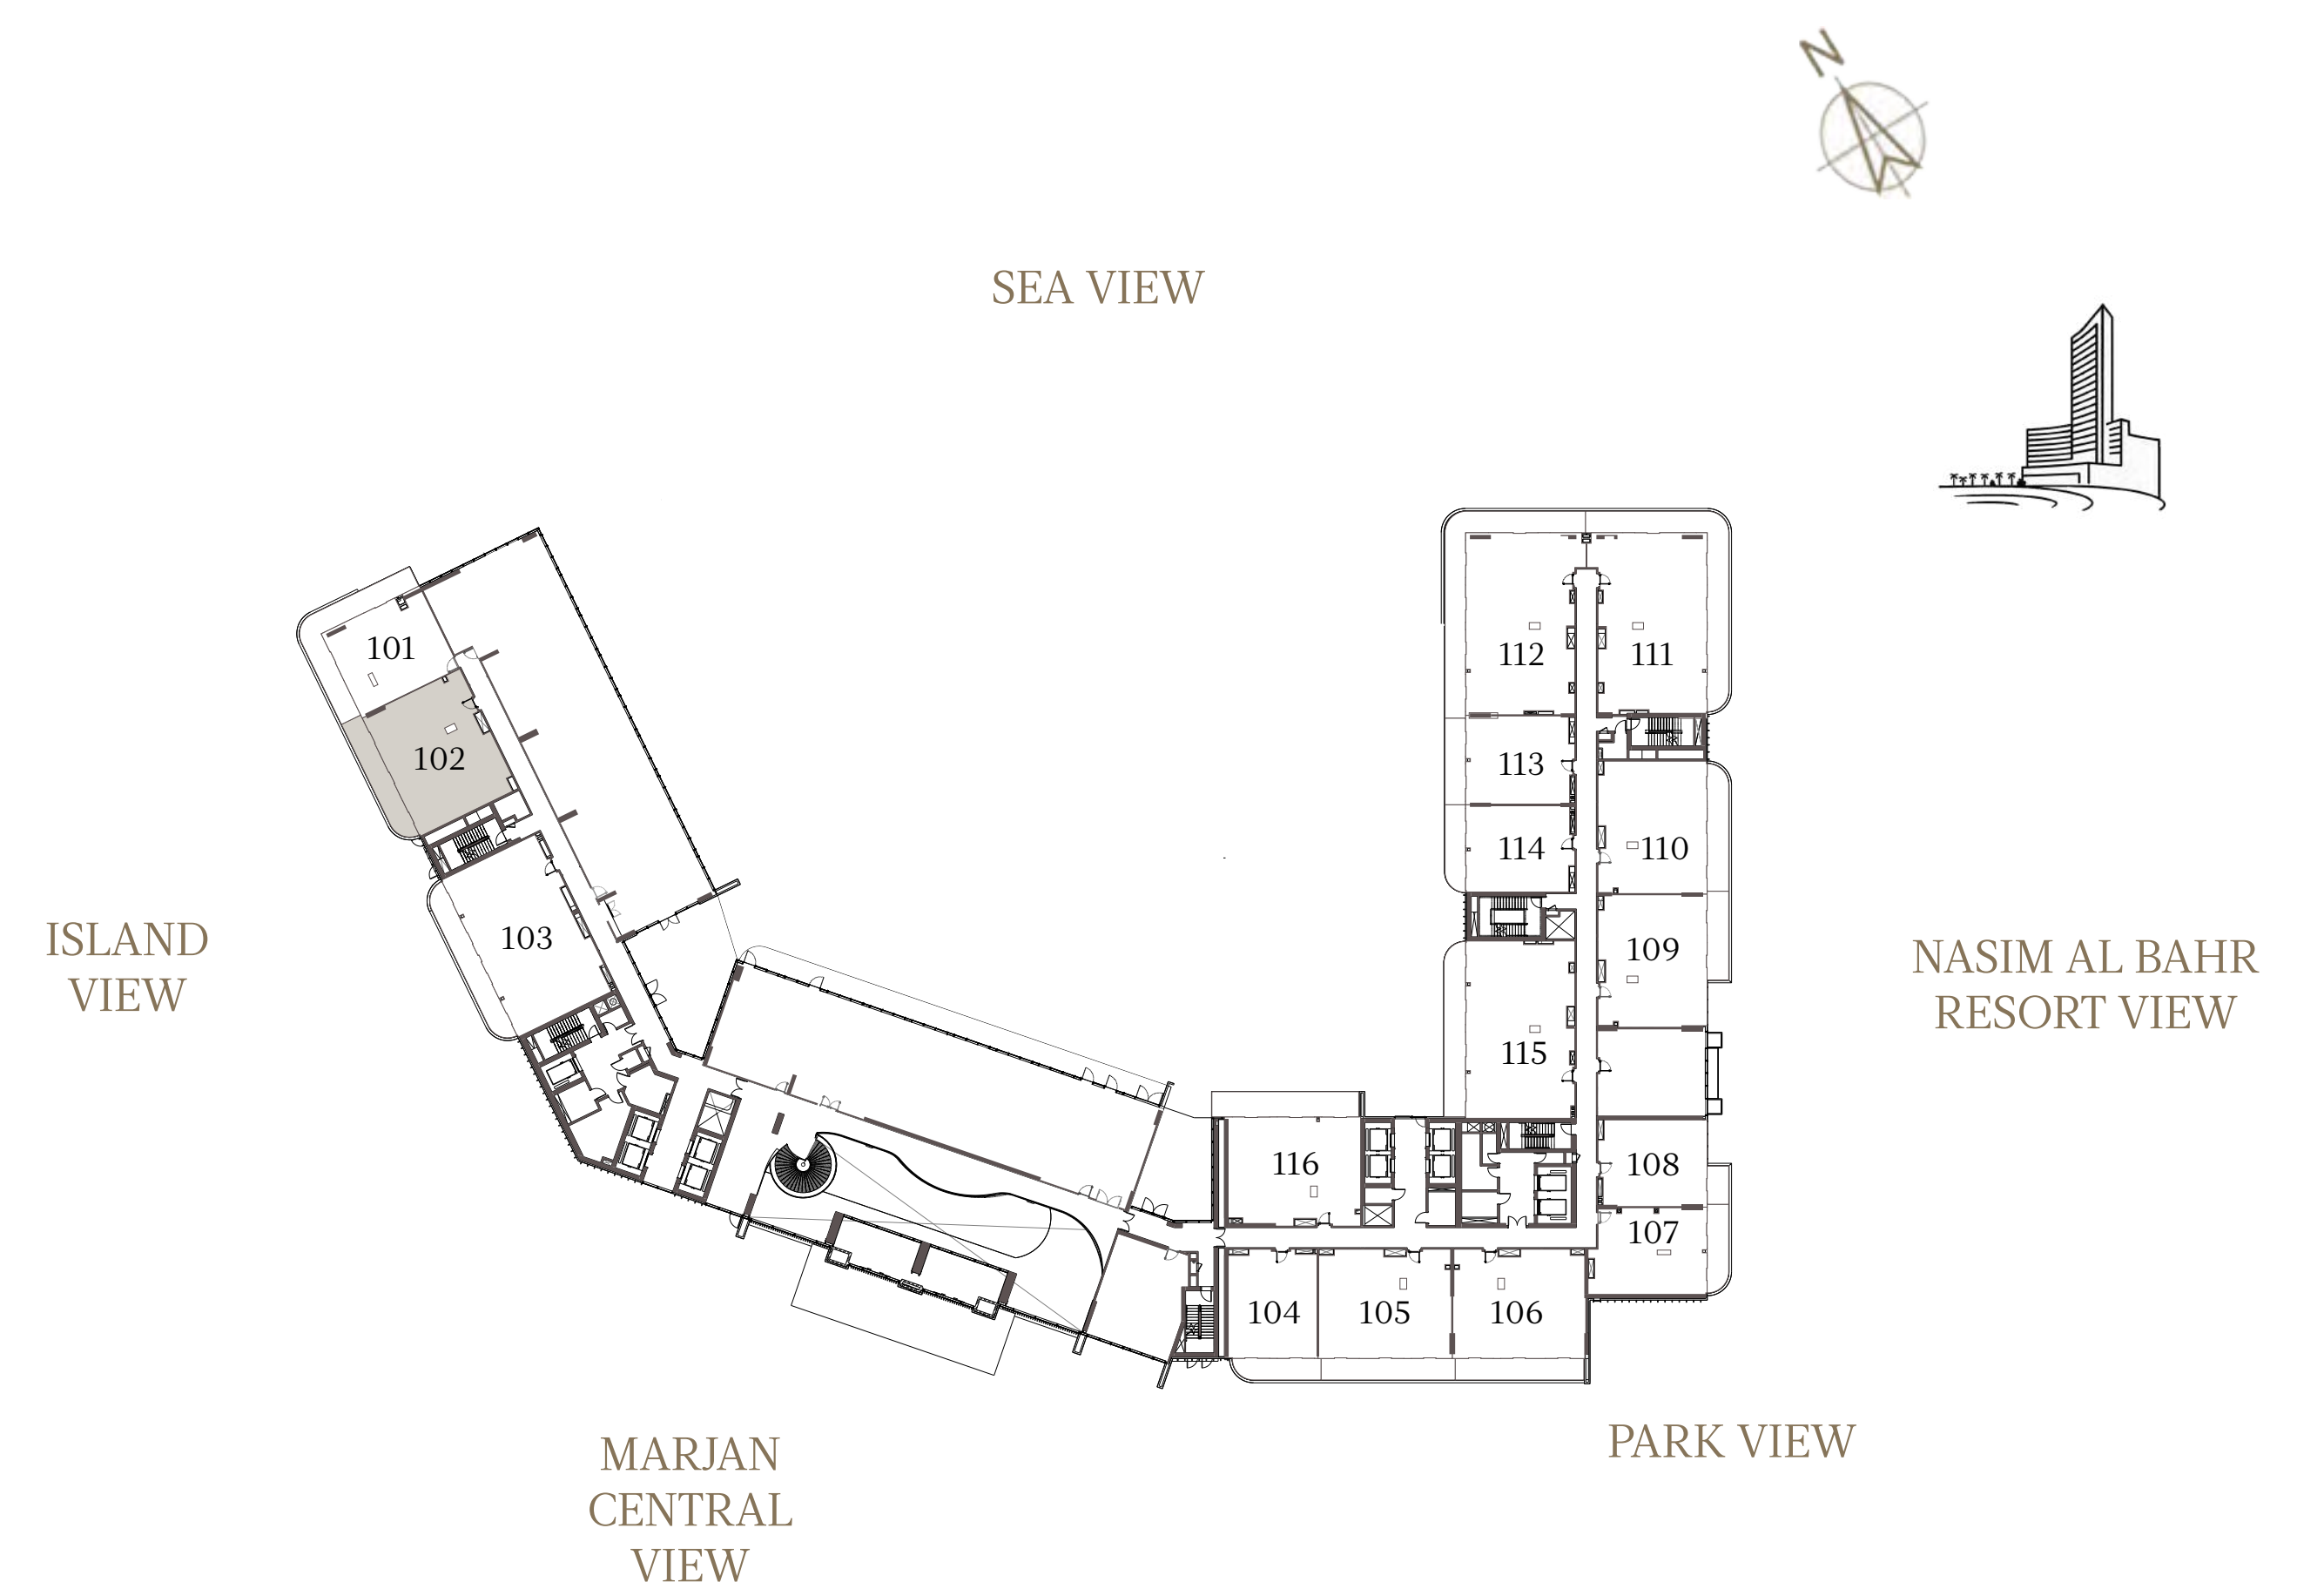 N
SEA VIEW
101
112
111
102
113
114
110
103
109
ISLAND
VIEW
NASIM AL BAHR
RESORT VIEW
115
116
108
107
104
105
106
PARK VIEW
MARJAN
CENTRAL
VIEW